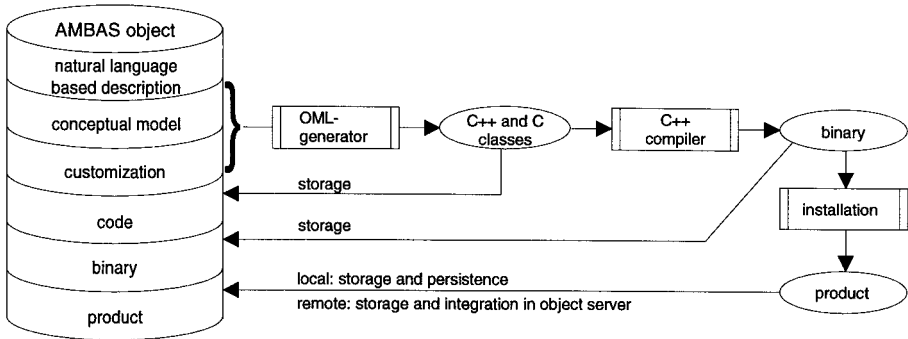 AMBAS object
natural language
based description
conceptual model
customization
code
binary
product
OML-
generator
C++ and C
classes
C++
compiler
binary
storage
storage
installation
local: storage and persistence
remote: storage and integration in object server
product